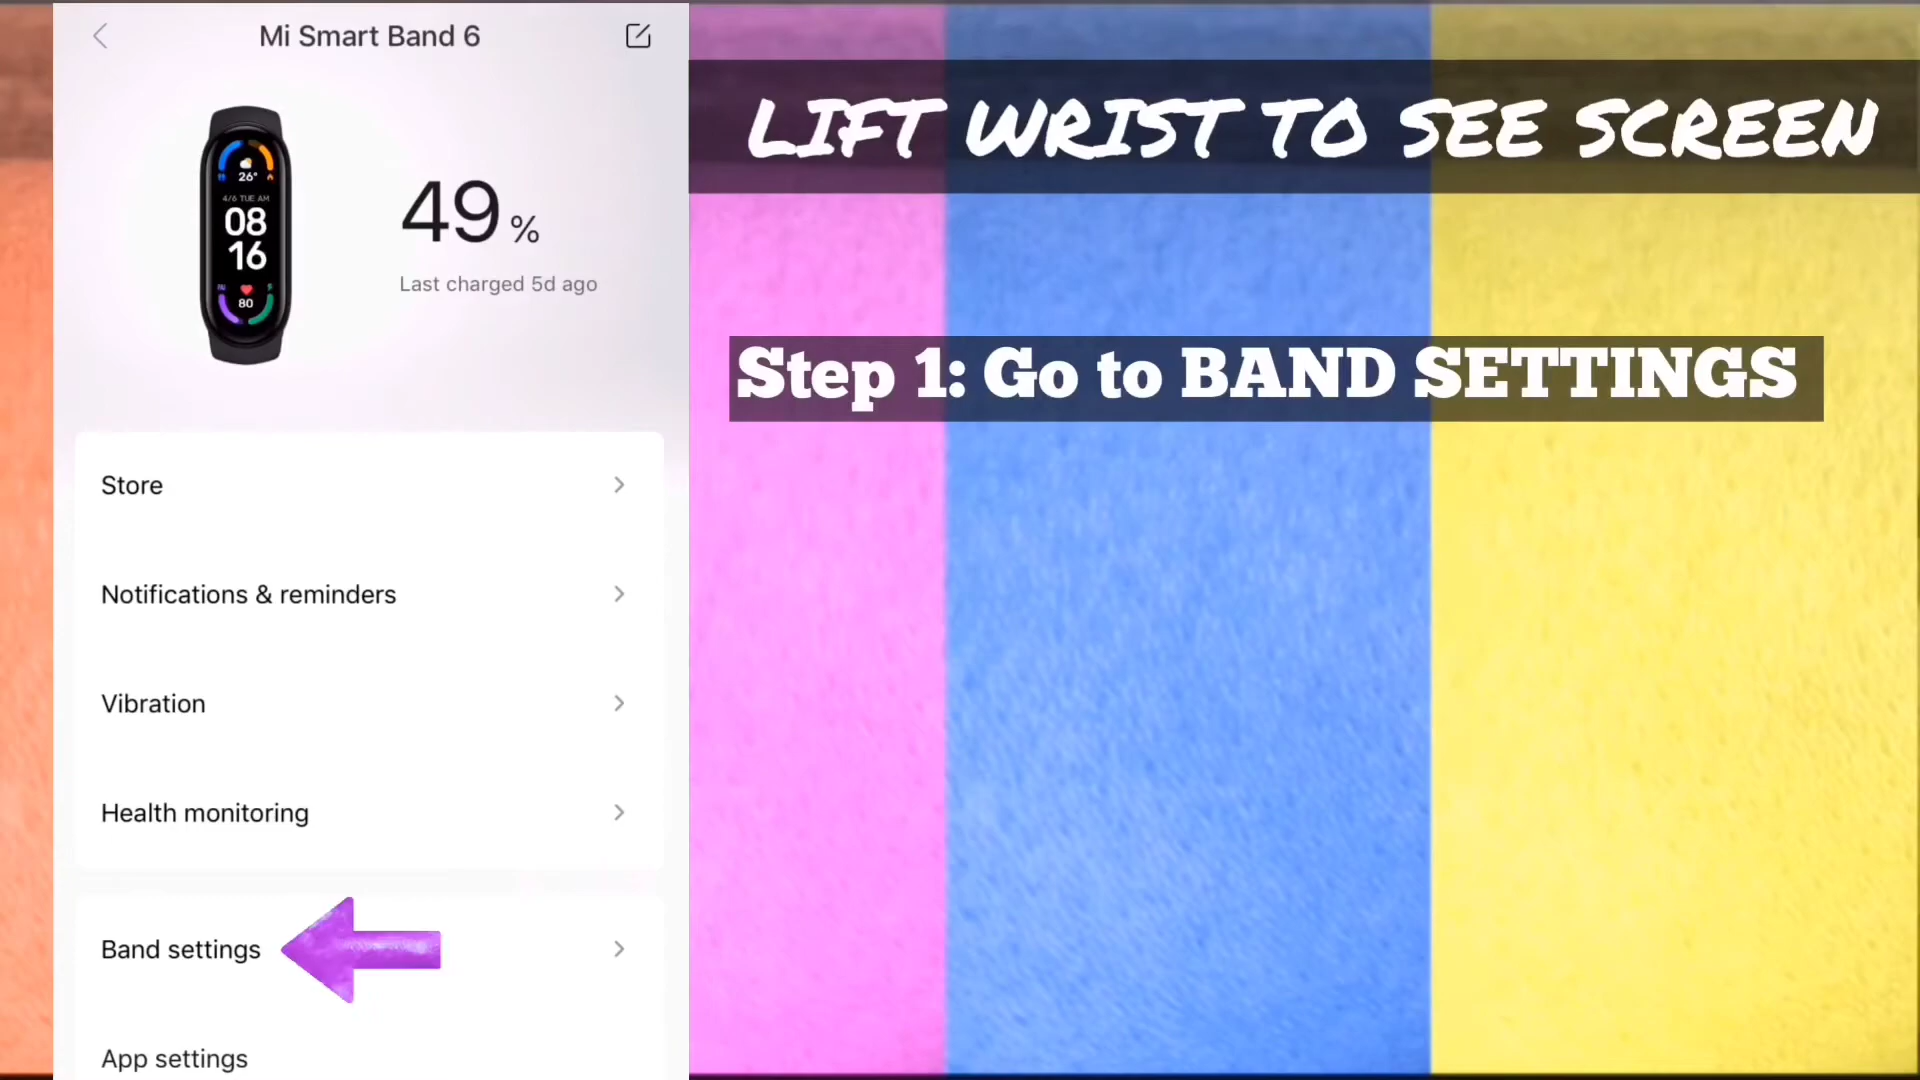 Mi Smart Band 6
LIFT WRIST TO SEE SCREEN
26°
4/6 TUE AM
08
16
80
49 %
Last charged 5d ago
Step 1: Go to BAND SETTINGS
Store
Notifications & reminders
Vibration
Health monitoring
Band settings
App settings